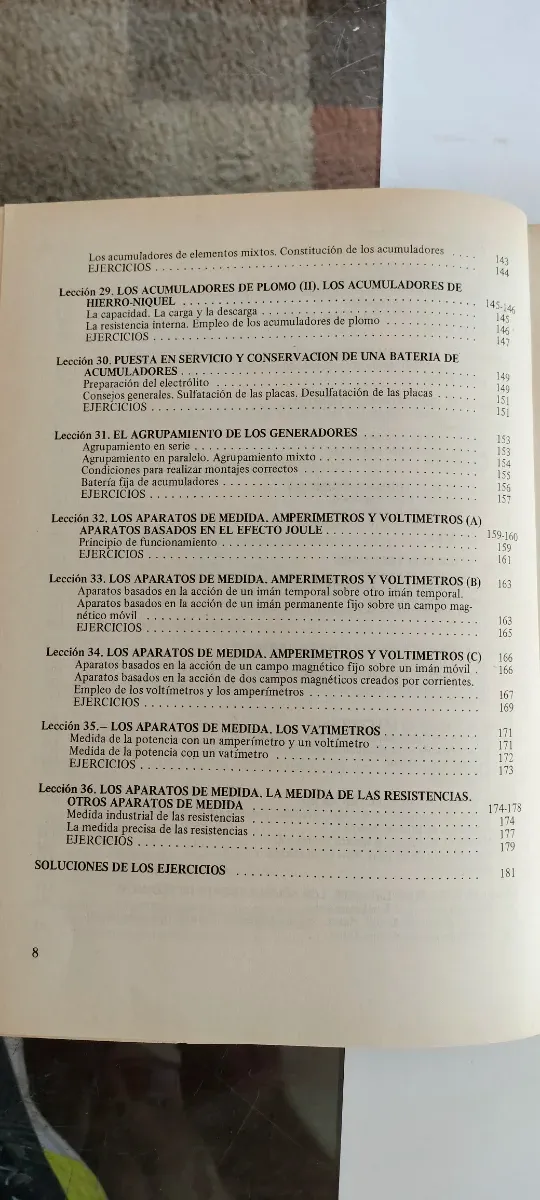 Los acumuladores de elementos mixtos. Constitución de los acumuladores .... 143
EJERCICIOS .... 144
Lección 29. LOS ACUMULADORES DE PLOMO (II). LOS ACUMULADORES DE
HIERRO-NIQUEL .... 145-146
La capacidad. La carga y la descarga .... 145
La resistencia interna. Empleo de los acumuladores de plomo .... 146
EJERCICIOS .... 147
Lección 30. PUESTA EN SERVICIO Y CONSERVACION DE UNA BATERIA DE
ACUMULADORES .... 149
Preparación del electrólito .... 149
Consejos generales. Sulfatación de las placas. Desulfatación de las placas .... 151
EJERCICIOS .... 151
Lección 31. EL AGRUPAMIENTO DE LOS GENERADORES .... 153
Agrupamiento en serie .... 153
Agrupamiento en paralelo. Agrupamiento mixto .... 154
Condiciones para realizar montajes correctos .... 155
Batería fija de acumuladores .... 156
EJERCICIOS .... 157
Lección 32. LOS APARATOS DE MEDIDA. AMPERIMETROS Y VOLTIMETROS (A)
APARATOS BASADOS EN EL EFECTO JOULE .... 159-160
Principio de funcionamiento .... 159
EJERCICIOS .... 161
Lección 33. LOS APARATOS DE MEDIDA. AMPERIMETROS Y VOLTIMETROS (B) 163
Aparatos basados en la acción de un imán temporal sobre otro imán temporal.
Aparatos basados en la acción de un imán permanente fijo sobre un campo mag-
nético móvil .... 163
EJERCICIOS .... 165
Lección 34. LOS APARATOS DE MEDIDA. AMPERIMETROS Y VOLTIMETROS (C) 166
Aparatos basados en la acción de un campo magnético fijo sobre un imán móvil . 166
Aparatos basados en la acción de dos campos magnéticos creados por corrientes.
Empleo de los voltímetros y los amperímetros .... 167
EJERCICIOS .... 169
Lección 35.– LOS APARATOS DE MEDIDA. LOS VATIMETROS .... 171
Medida de la potencia con un amperímetro y un voltímetro .... 171
Medida de la potencia con un vatímetro .... 172
EJERCICIOS .... 173
Lección 36. LOS APARATOS DE MEDIDA. LA MEDIDA DE LAS RESISTENCIAS.
OTROS APARATOS DE MEDIDA .... 174-178
Medida industrial de las resistencias .... 174
La medida precisa de las resistencias .... 177
EJERCICIOS .... 179
SOLUCIONES DE LOS EJERCICIOS .... 181
8